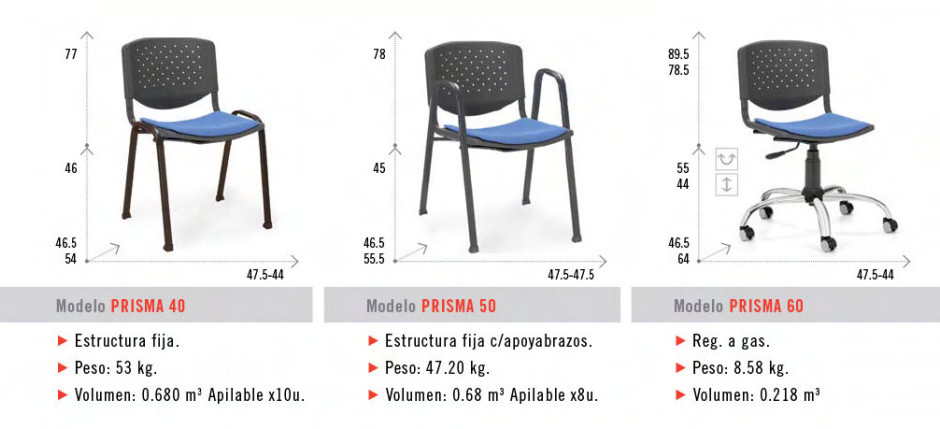 77
46
46.5
54
47.5-44
Modelo PRISMA 40
Estructura fija.
Peso: 53 kg.
Volumen: 0.680 m³ Apilable x10u.
78
45
46.5
55.5
47.5-47.5
Modelo PRISMA 50
Estructura fija c/apoyabrazos.
Peso: 47.20 kg.
Volumen: 0.68 m³ Apilable x8u.
89.5
78.5
55
44
46.5
64
47.5-44
Modelo PRISMA 60
Reg. a gas.
Peso: 8.58 kg.
Volumen: 0.218 m³